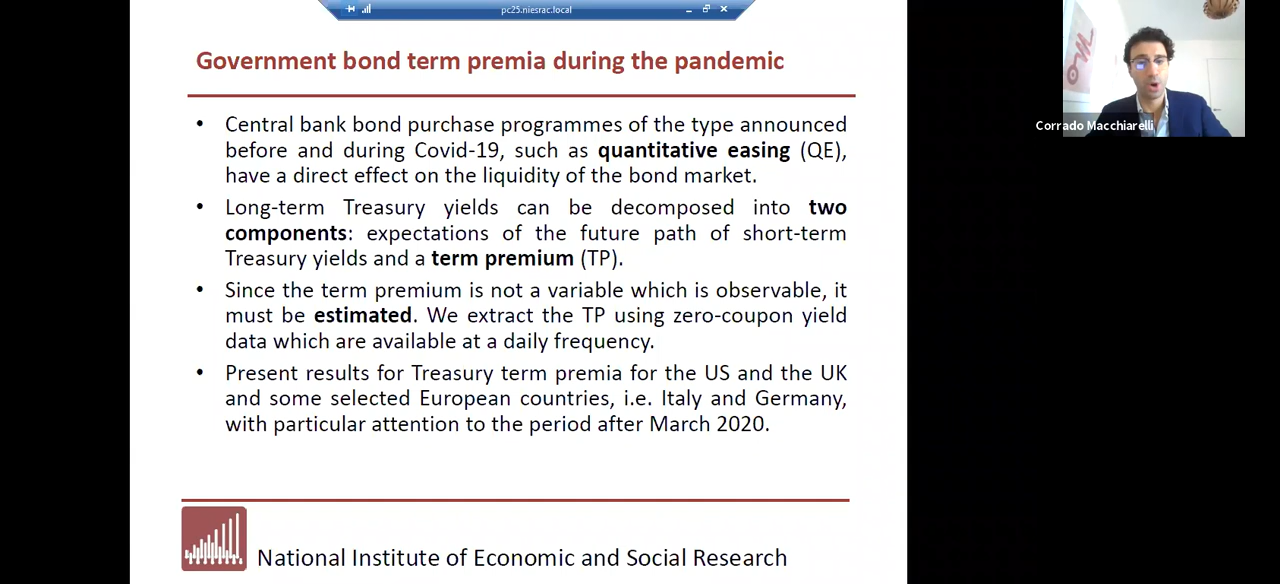 pc25.niesrac.local
Government bond term premia during the pandemic
• Central bank bond purchase programmes of the type announced
before and during Covid-19, such as quantitative easing (QE),
have a direct effect on the liquidity of the bond market.
• Long-term Treasury yields can be decomposed into two
components: expectations of the future path of short-term
Treasury yields and a term premium (TP).
• Since the term premium is not a variable which is observable, it
must be estimated. We extract the TP using zero-coupon yield
data which are available at a daily frequency.
• Present results for Treasury term premia for the US and the UK
and some selected European countries, i.e. Italy and Germany,
with particular attention to the period after March 2020.
National Institute of Economic and Social Research
Corrado Macchiarelli